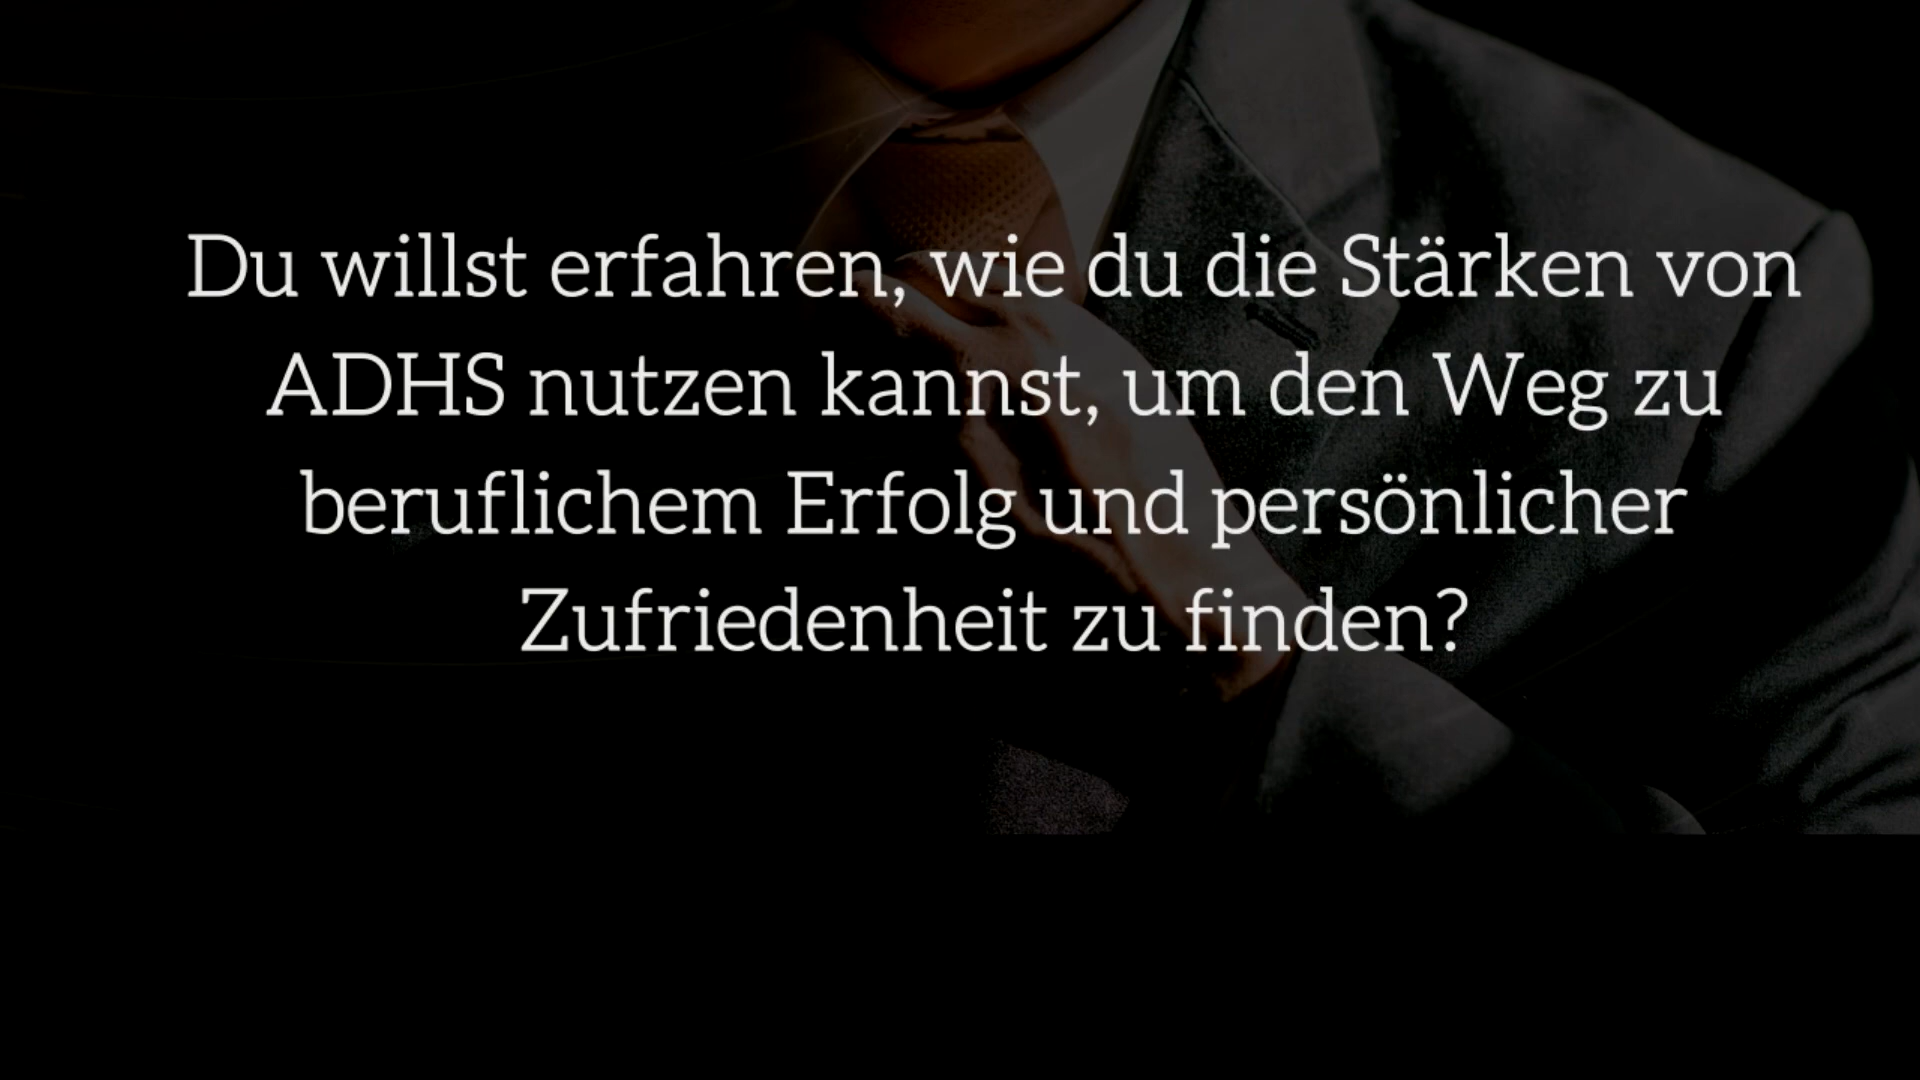 Du willst erfahren, wie du die Stärken von
ADHS nutzen kannst, um den Weg zu
beruflichem Erfolg und persönlicher
Zufriedenheit zu finden?